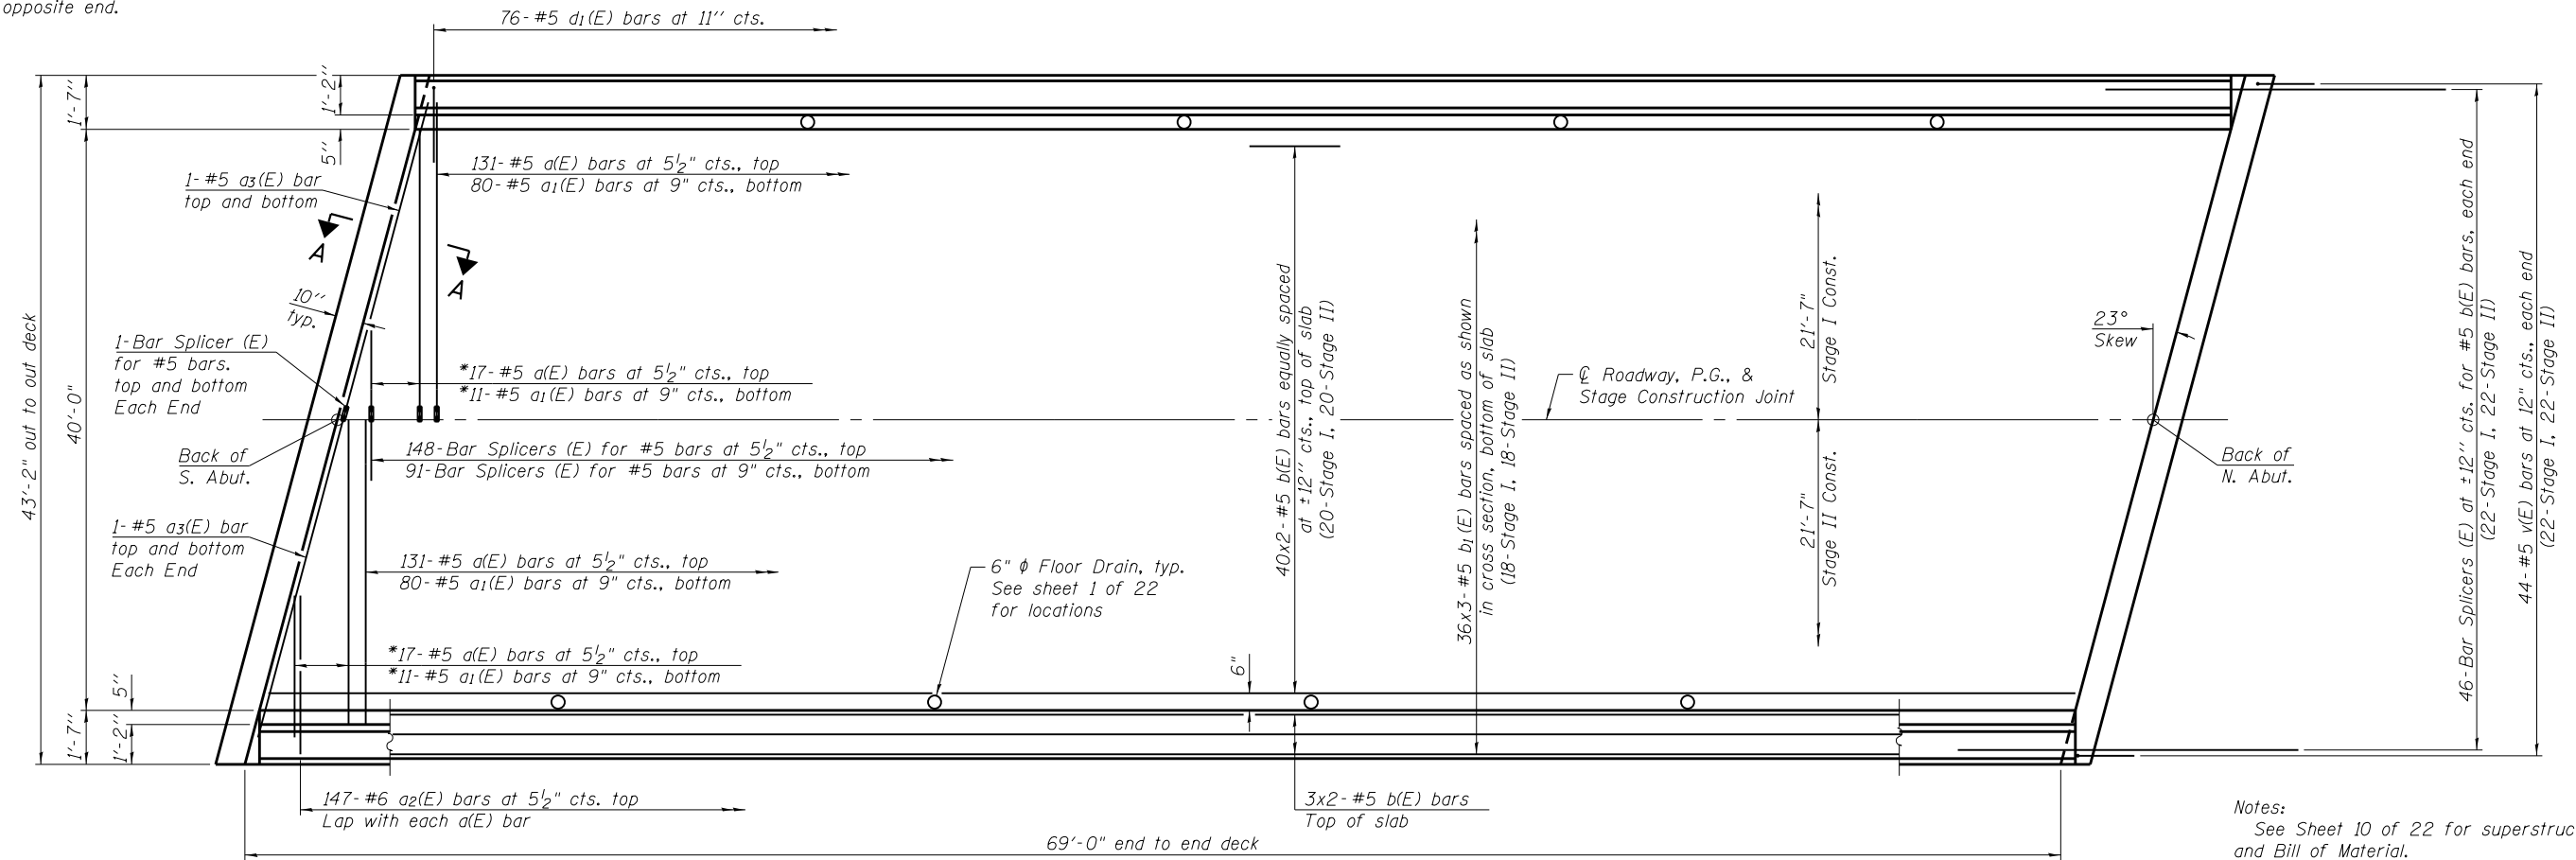 opposite end.
76-#5 d1(E) bars at 11'' cts.
1'-7''
1'-2''
5''
131-#5 a(E) bars at 5 1/2" cts., top
80-#5 a1(E) bars at 9" cts., bottom
1-#5 a3(E) bar
top and bottom
A
A
10''
typ.
43'-2" out to out deck
40'-0"
1-Bar Splicer (E)
for #5 bars.
top and bottom
Each End
*17-#5 a(E) bars at 5 1/2" cts., top
*11-#5 a1(E) bars at 9" cts., bottom
148-Bar Splicers (E) for #5 bars at 5 1/2" cts., top
91-Bar Splicers (E) for #5 bars at 9" cts., bottom
Back of
S. Abut.
1-#5 a3(E) bar
top and bottom
Each End
131-#5 a(E) bars at 5 1/2" cts., top
80-#5 a1(E) bars at 9" cts., bottom
6" ϕ Floor Drain, typ.
See sheet 1 of 22
for locations
*17-#5 a(E) bars at 5 1/2" cts., top
*11-#5 a1(E) bars at 9" cts., bottom
5''
1'-7''
1'-2''
6"
40x2-#5 b(E) bars equally spaced
at ±12'' cts., top of slab
(20-Stage I, 20-Stage II)
36x3-#5 b1(E) bars spaced as shown
in cross section, bottom of slab
(18-Stage I, 18-Stage II)
21'-7"
Stage I Const.
21'-7"
Stage II Const.
℄ Roadway, P.G., &
Stage Construction Joint
23°
Skew
Back of
N. Abut.
46-Bar Splicers (E) at ±12'' cts. for #5 b(E) bars, each end
(22-Stage I, 22-Stage II)
44-#5 v(E) bars at 12" cts., each end
(22-Stage I, 22-Stage II)
147-#6 a2(E) bars at 5 1/2" cts. top
Lap with each a(E) bar
3x2-#5 b(E) bars
Top of slab
69'-0" end to end deck
Notes:
See Sheet 10 of 22 for superstruc
and Bill of Material.